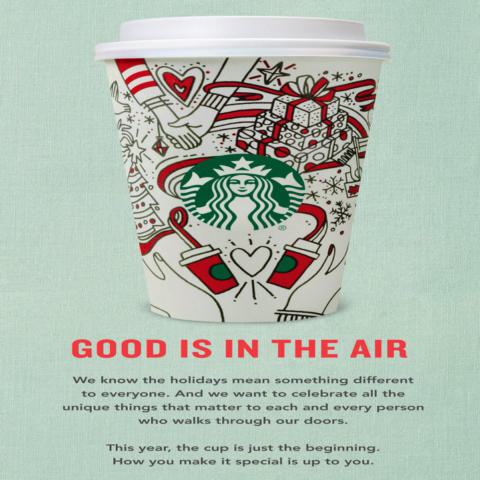 ®
GOOD IS IN THE AIR
We know the holidays mean something different
to everyone. And we want to celebrate all the
unique things that matter to each and every person
who walks through our doors.
This year, the cup is just the beginning.
How you make it special is up to you.